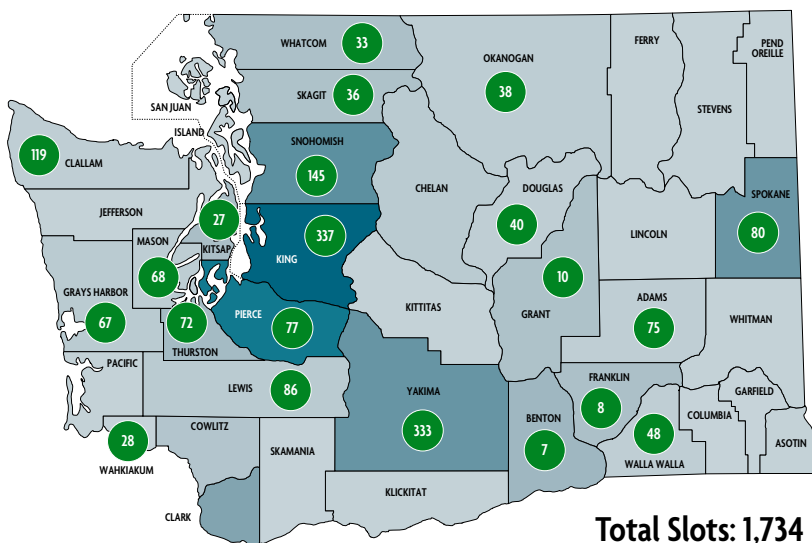 WHATCOM
33
SKAGIT
36
SAN JUAN
ISLAND
SNOHOMISH
145
119
CLALLAM
JEFFERSON
27
KITSAP
MASON
68
KING
337
GRAYS HARBOR
67
72
THURSTON
PIERCE
77
PACIFIC
LEWIS
86
28
WAHKIAKUM
COWLITZ
SKAMANIA
CLARK
OKANOGAN
38
FERRY
STEVENS
PEND
OREILLE
CHELAN
DOUGLAS
40
SPOKANE
80
LINCOLN
10
GRANT
KITTITAS
ADAMS
75
WHITMAN
YAKIMA
333
BENTON
7
FRANKLIN
8
48
WALLA WALLA
COLUMBIA
GARFIELD
ASOTIN
KLICKITAT
Total Slots: 1,734